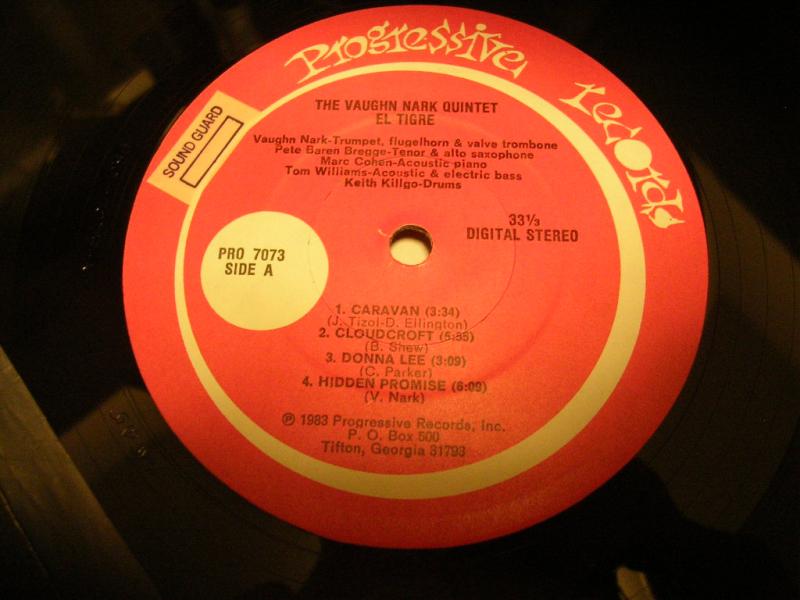 Progressive Records
SOUND GUARD
THE VAUGHN NARK QUINTET
EL TIGRE
Vaughn Nark-Trumpet, flugelhorn & valve trombone
Pete Baren Bregge-Tenor & alto saxophone
Marc Cohen-Acoustic piano
Tom Williams-Acoustic & electric bass
Keith Killgo-Drums
33⅓
DIGITAL STEREO
PRO 7073
SIDE A
1. CARAVAN (3:34)
(J. Tizol-D. Ellington)
2. CLOUDCROFT
(B. Shew)
3. DONNA LEE (3:09)
(C. Parker)
4. HIDDEN PROMISE (6:09)
(V. Nark)
℗ 1983 Progressive Records, Inc.
P. O. Box 500
Tifton, Georgia 31793